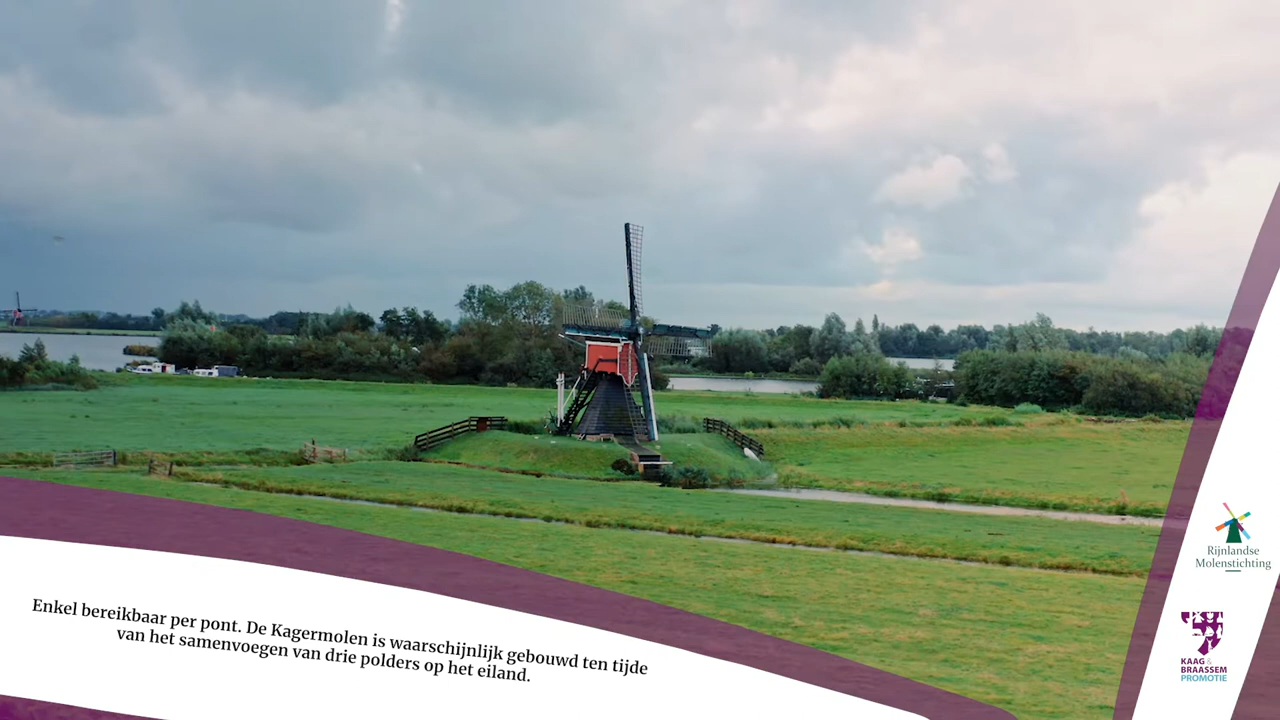 Enkel bereikbaar per pont. De Kagermolen is waarschijnlijk gebouwd ten tijde
van het samenvoegen van drie polders op het eiland.
Rijnlandse
Molenstichting
KAAG &
BRAASSEM
PROMOTIE